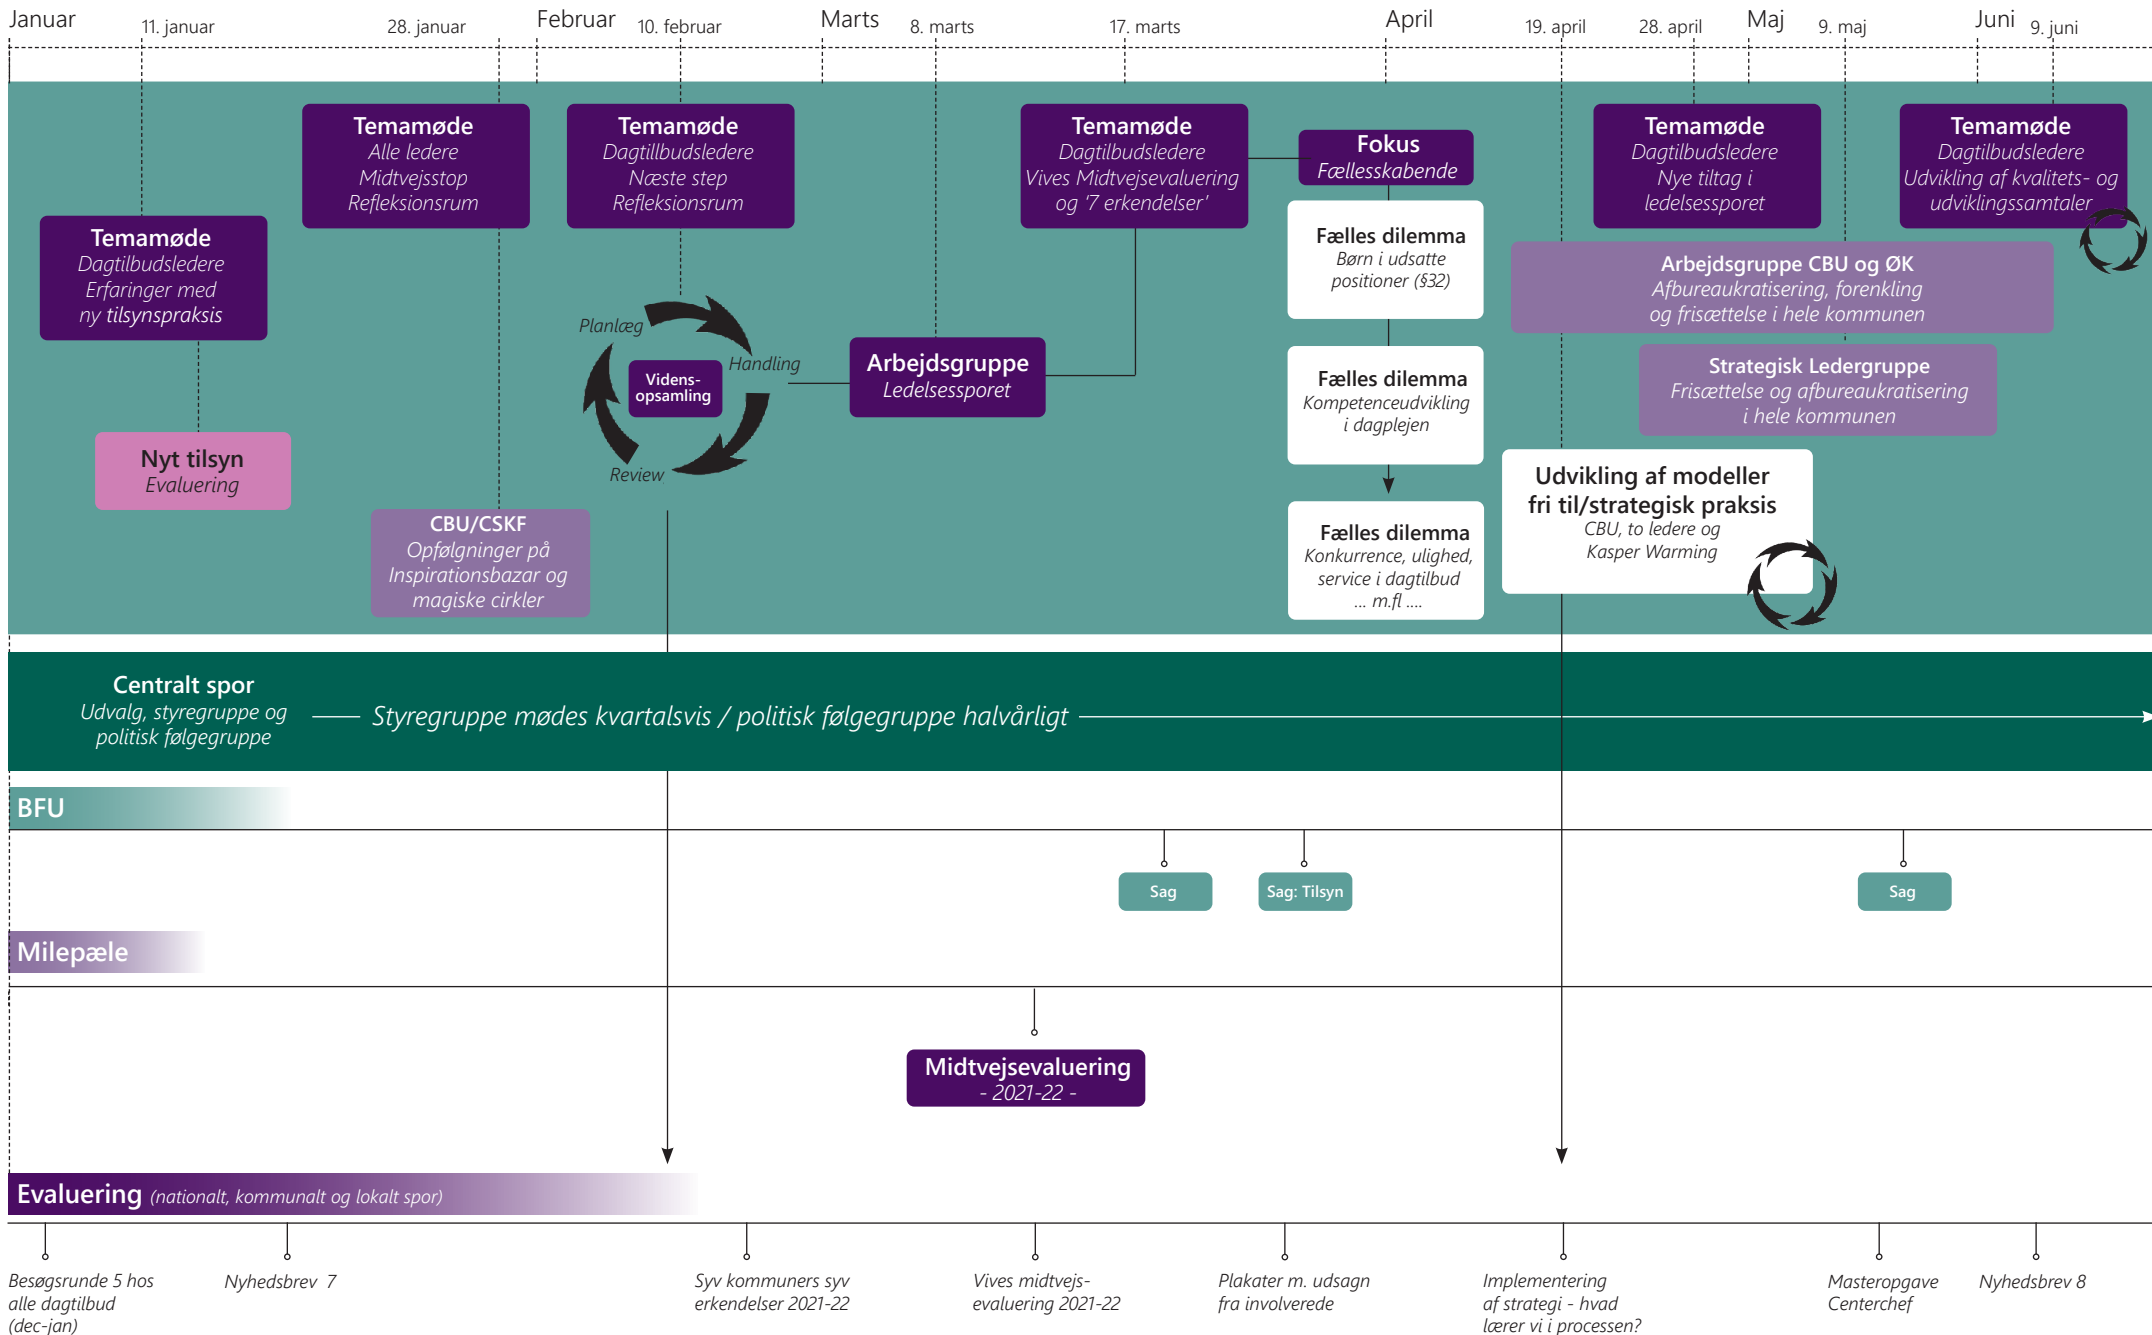 Januar
11. januar
28. januar
Februar
10. februar
Marts
8. marts
17. marts
April
19. april
28. april
Maj
9. maj
Juni
9. juni
Temamøde
Dagtilbudsledere
Erfaringer med
ny tilsynspraksis
Nyt tilsyn
Evaluering
Temamøde
Alle ledere
Midtvejsstop
Refleksionsrum
CBU/CSKF
Opfølgninger på
Inspirationsbazar og
magiske cirkler
Temamøde
Dagtillbudsledere
Næste step
Refleksionsrum
Planlæg
Handling
Videns-
opsamling
Review
Arbejdsgruppe
Ledelsessporet
Temamøde
Dagtilbudsledere
Vives Midtvejsevaluering
og '7 erkendelser'
Fokus
Fællesskabende
Fælles dilemma
Børn i udsatte
positioner (§32)
Fælles dilemma
Kompetenceudvikling
i dagplejen
Fælles dilemma
Konkurrence, ulighed,
service i dagtilbud
... m.fl ....
Temamøde
Dagtilbudsledere
Nye tiltag i
ledelsessporet
Temamøde
Dagtilbudsledere
Udvikling af kvalitets- og
udviklingssamtaler
Arbejdsgruppe CBU og ØK
Afbureaukratisering, forenkling
og frisættelse i hele kommunen
Strategisk Ledergruppe
Frisættelse og afbureaukratisering
i hele kommunen
Udvikling af modeller
fri til/strategisk praksis
CBU, to ledere og
Kasper Warming
Centralt spor
Udvalg, styregruppe og
politisk følgegruppe
Styregruppe mødes kvartalsvis / politisk følgegruppe halvårligt
BFU
Sag
Sag: Tilsyn
Sag
Milepæle
Midtvejsevaluering
- 2021-22 -
Evaluering (nationalt, kommunalt og lokalt spor)
Besøgsrunde 5 hos
alle dagtilbud
(dec-jan)
Nyhedsbrev 7
Syv kommuners syv
erkendelser 2021-22
Vives midtvejs-
evaluering 2021-22
Plakater m. udsagn
fra involverede
Implementering
af strategi - hvad
lærer vi i processen?
Masteropgave
Centerchef
Nyhedsbrev 8